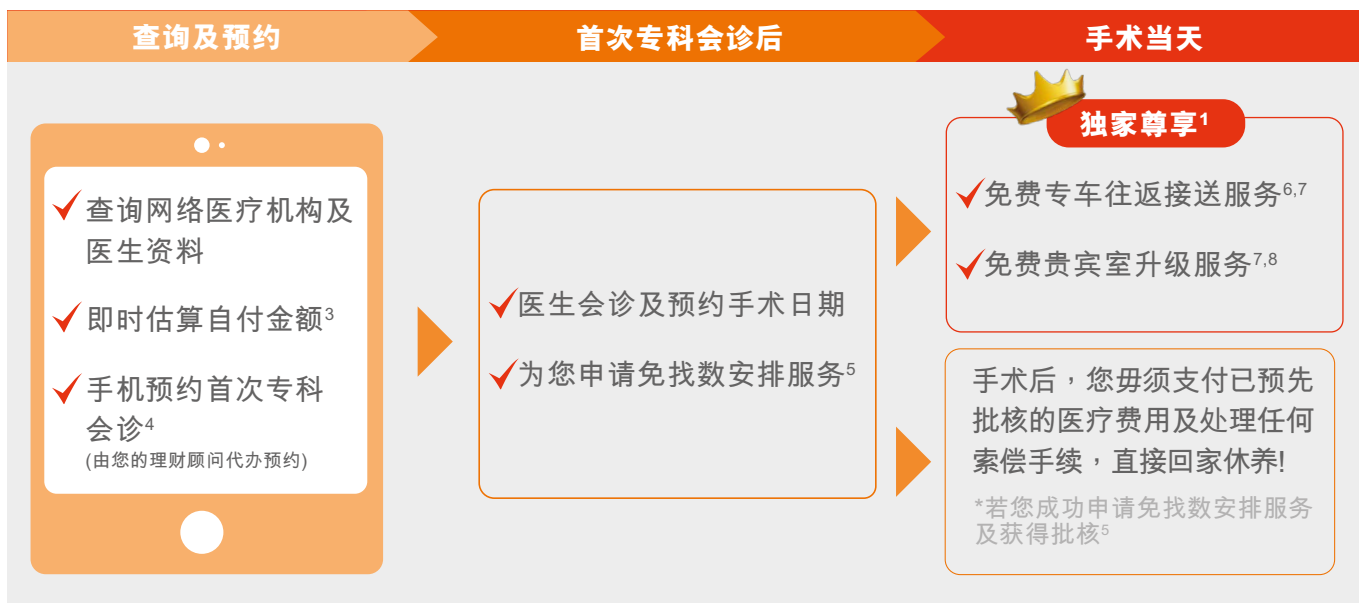 查询及预约
首次专科会诊后
手术当天
查询网络医疗机构及
医生资料
即时估算自付金额3
手机预约首次专科
会诊4
(由您的理财顾问代办预约)
医生会诊及预约手术日期
为您申请免找数安排服务5
独家尊享1
免费专车往返接送服务6,7
免费贵宾室升级服务7,8
手术后，您毋须支付已预先
批核的医疗费用及处理任何
索偿手续，直接回家休养!
*若您成功申请免找数安排服务
及获得批核5